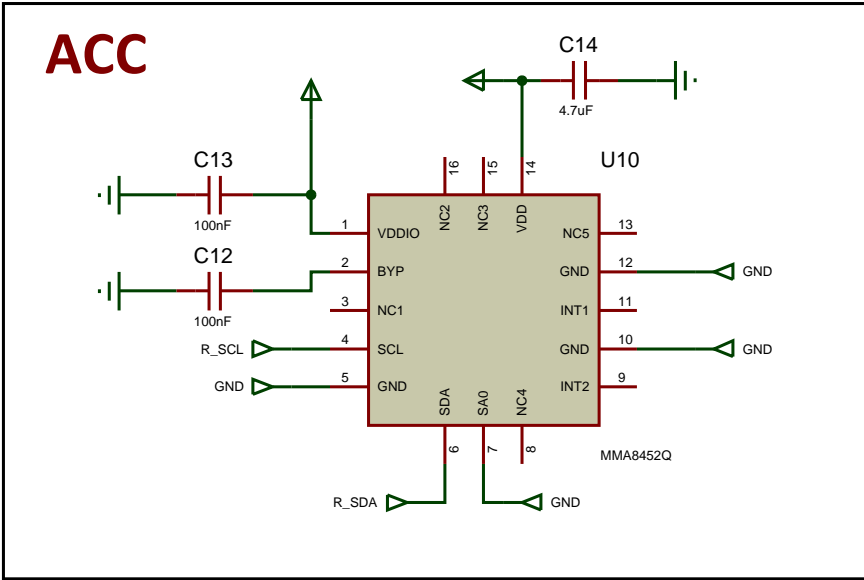 ACC
C14
4.7uF
C13
100nF
C12
100nF
U10
16
NC2
15
NC3
14
VDD
1
VDDIO
2
BYP
3
NC1
4
SCL
R_SCL
5
GND
GND
NC5
13
GND
12
GND
INT1
11
GND
10
GND
INT2
9
SDA
6
SA0
7
NC4
8
MMA8452Q
R_SDA
GND